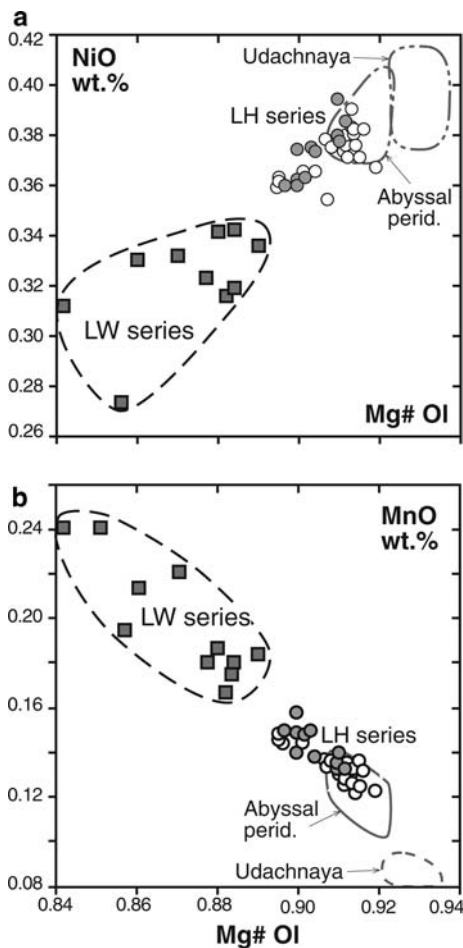 a
0.42
NiO
wt.%
Udachnaya
0.40
LH series
0.38
0.36
Abyssal
perid.
0.34
0.32
0.30
LW series
0.28
0.26
Mg# Ol
b
MnO
wt.%
0.24
LW series
0.20
0.16
LH series
0.12
Abyssal
perid.
Udachnaya
0.08
0.84 0.86 0.88 0.90 0.92 0.94
Mg# Ol